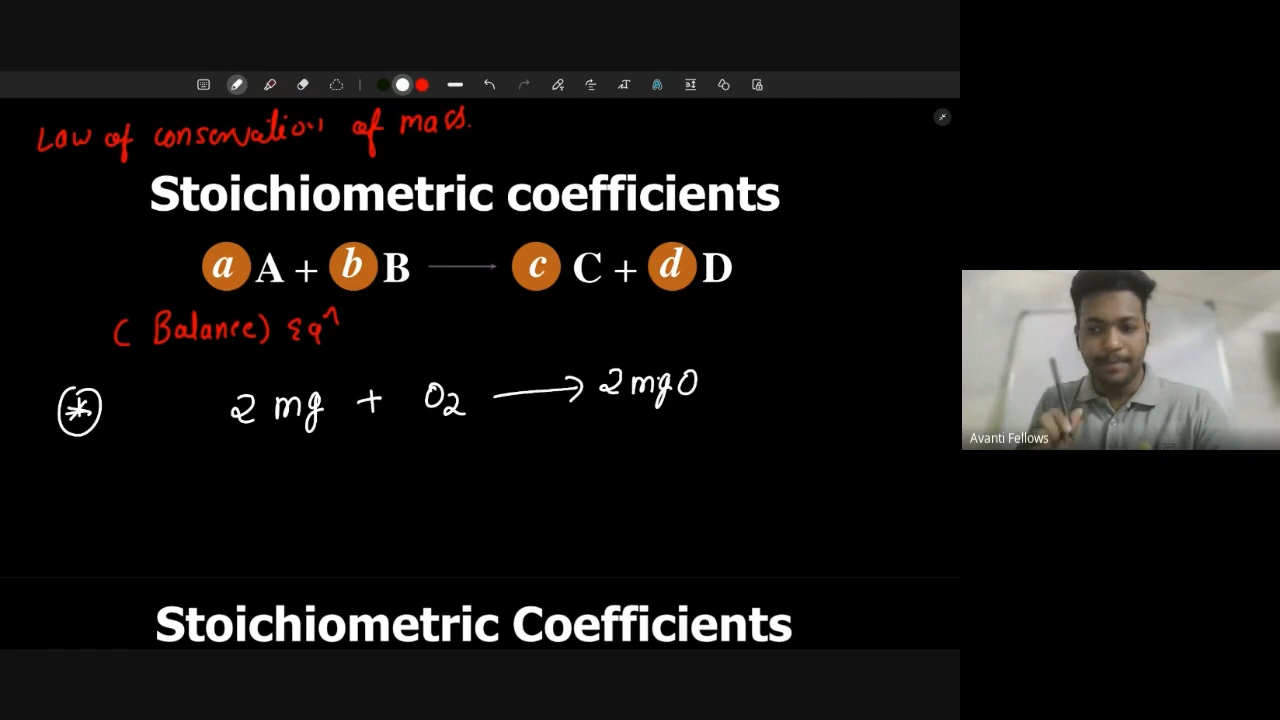 Law of conservation of mass.
Stoichiometric coefficients
a A + b B → c C + d D
( Balance) Eqⁿ
* 2 mg + O₂ → 2 mgO
Avanti Fellows
Stoichiometric Coefficients